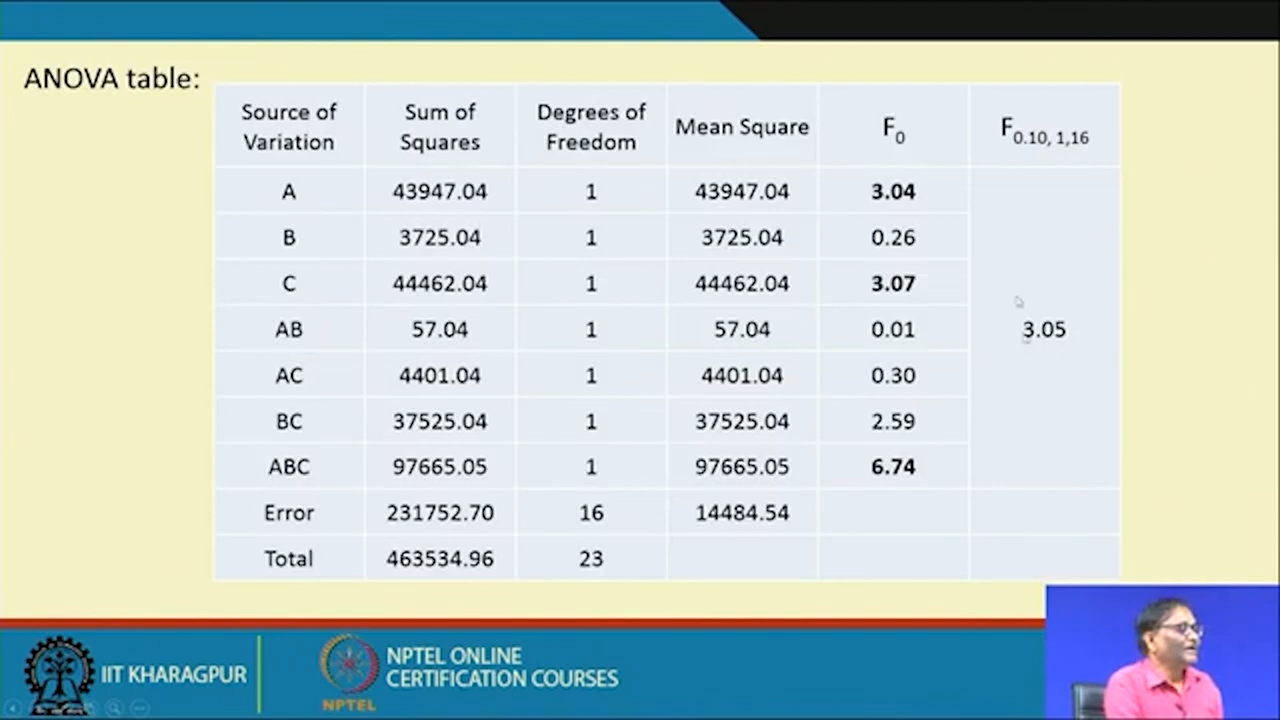 ANOVA table:
Source of Variation Sum of Squares Degrees of Freedom Mean Square F0 F0.10, 1,16
A 43947.04 1 43947.04 3.04
B 3725.04 1 3725.04 0.26
C 44462.04 1 44462.04 3.07
AB 57.04 1 57.04 0.01 3.05
AC 4401.04 1 4401.04 0.30
BC 37525.04 1 37525.04 2.59
ABC 97665.05 1 97665.05 6.74
Error 231752.70 16 14484.54
Total 463534.96 23
IIT KHARAGPUR
NPTEL
NPTEL ONLINE
CERTIFICATION COURSES